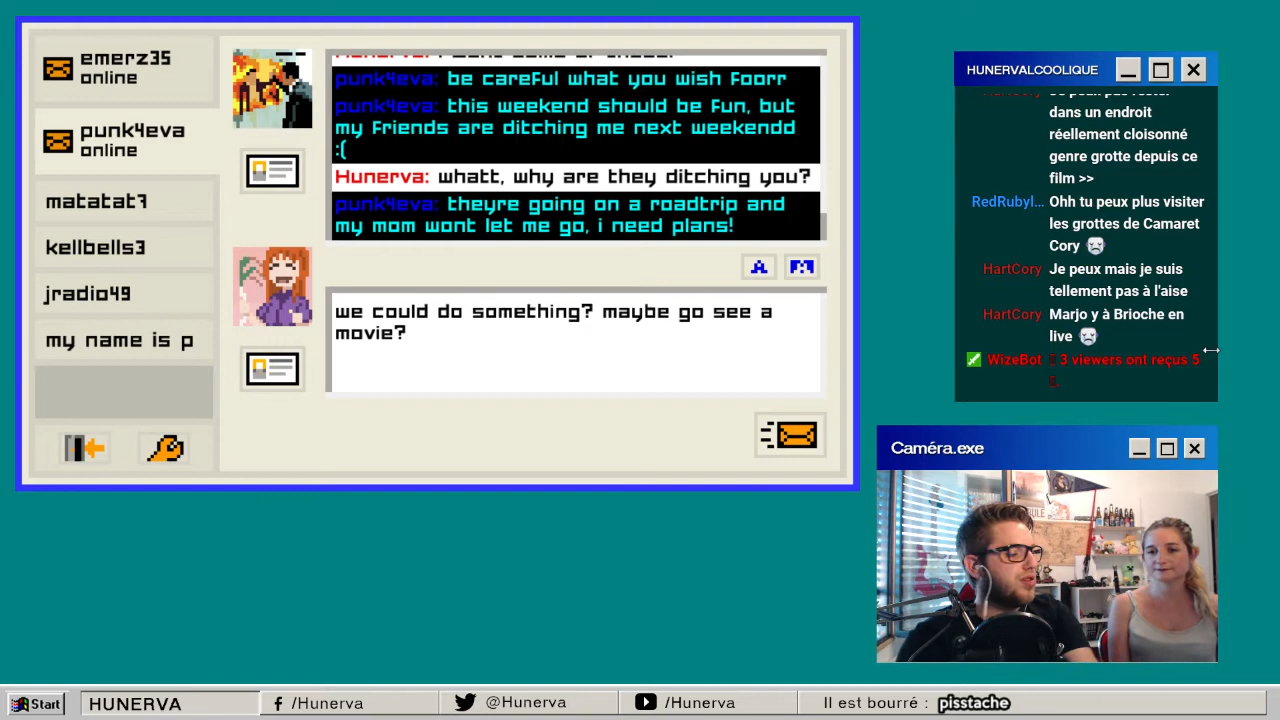 emerz35
online
punk4eva
online
matatat7
kellbells3
jradio49
my name is p
punk4eva: be careful what you wish foorr
punk4eva: this weekend should be fun, but
my friends are ditching me next weekendd
:(
Hunerva: whatt, why are they ditching you?
punk4eva: theyre going on a roadtrip and
my mom wont let me go, i need plans!
A
we could do something? maybe go see a
movie?
HUNERVALCOOLIQUE
dans un endroit
réellement cloisonné
genre grotte depuis ce
film >>
RedRubyl... Ohh tu peux plus visiter
les grottes de Camaret
Cory
HartCory Je peux mais je suis
tellement pas à l'aise
HartCory Marjo y à Brioche en
live
WizeBot 3 viewers ont reçus 5
Caméra.exe
Start
HUNERVA
/Hunerva
@Hunerva
/Hunerva
Il est bourré : pisstache